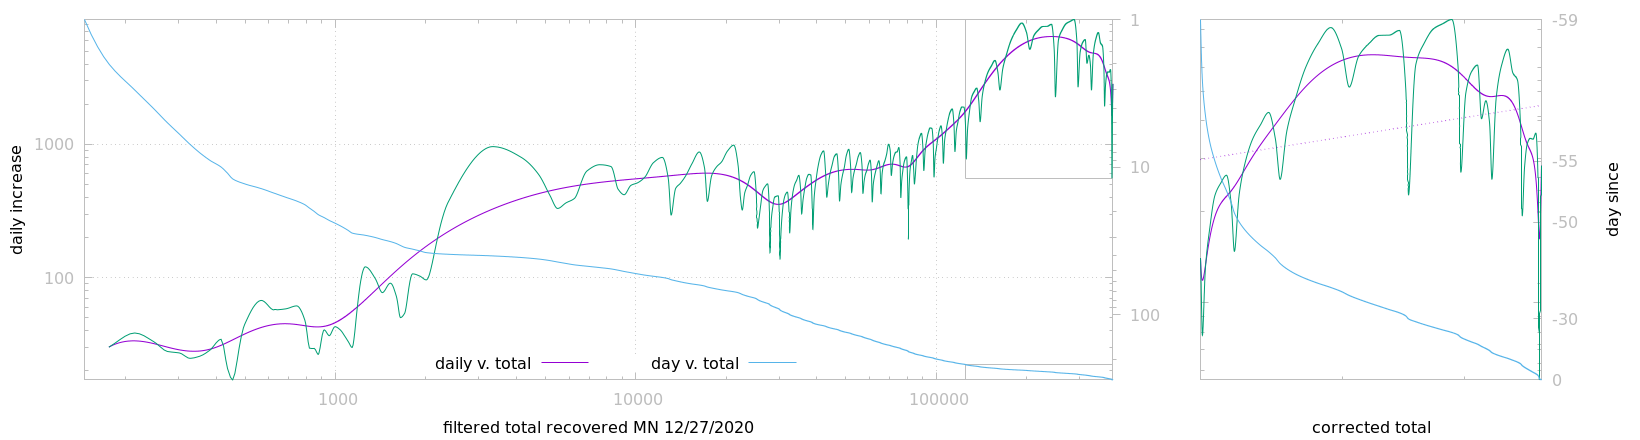 daily increase
1000
100
daily v. total
day v. total
1
10
100
1000
10000
100000
filtered total recovered MN 12/27/2020
-59
-55
-50
-30
0
day since
corrected total